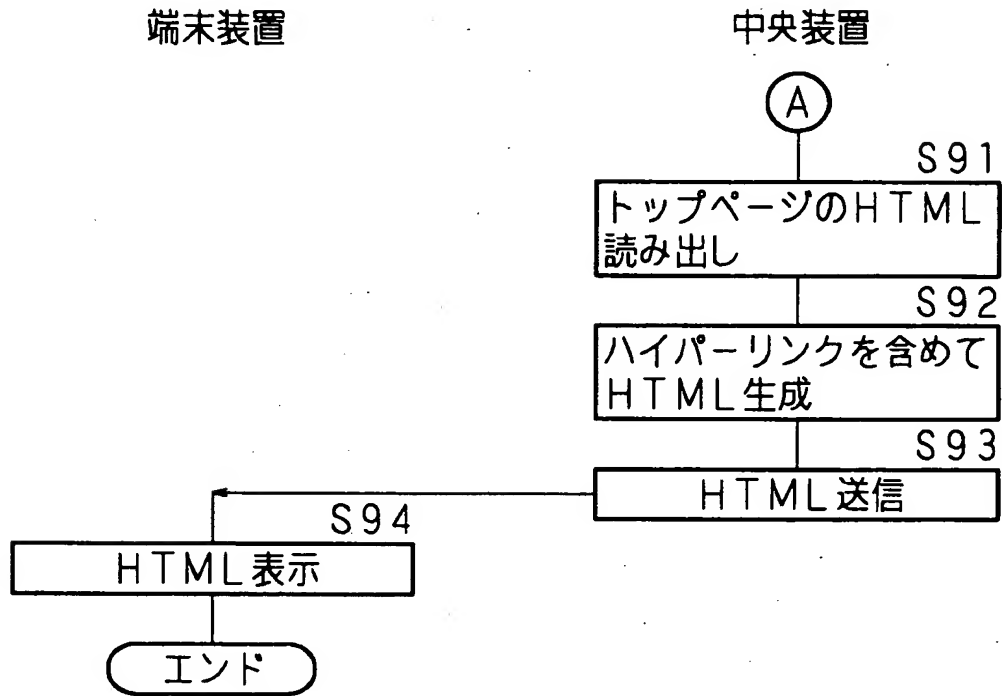 端末装置
中央装置
A
S91
トップページのHTML
読み出し
S92
ハイパーリンクを含めて
HTML生成
S93
HTML送信
S94
HTML表示
エンド